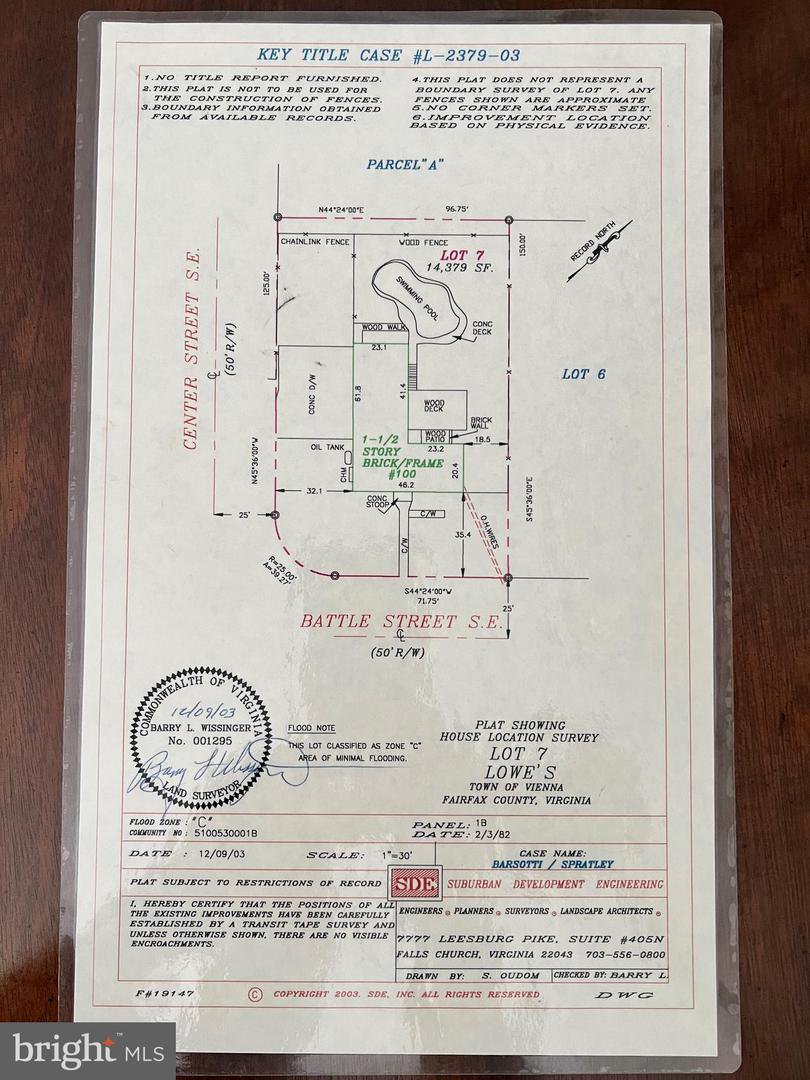 KEY TITLE CASE #L-2379-03
1.NO TITLE REPORT FURNISHED.
2.THIS PLAT IS NOT TO BE USED FOR
THE CONSTRUCTION OF FENCES.
3.BOUNDARY INFORMATION OBTAINED
FROM AVAILABLE RECORDS.
4.THIS PLAT DOES NOT REPRESENT A
BOUNDARY SURVEY OF LOT 7. ANY
FENCES SHOWN ARE APPROXIMATE
5.NO CORNER MARKERS SET.
6.IMPROVEMENT LOCATION
BASED ON PHYSICAL EVIDENCE.
PARCEL"A"
N44°24'00"E
96.75'
RECORD NORTH
CHAINLINK FENCE
WOOD FENCE
LOT 7
14,379 SF.
150.00'
125.00'
CENTER STREET S.E.
(50' R/W)
SWIMMING POOL
CONC
DECK
WOOD WALK
23.1
LOT 6
CONC D/W
61.8
41.4
WOOD
DECK
BRICK
WALL
WOOD
PATIO
18.5
23.2
1-1/2
STORY
BRICK/FRAME
#100
OIL TANK
CHM
N45°36'00"W
20.4
46.2
32.1
CONC
STOOP
C/W
C/W
O.H.WIRES
S45°36'00"E
25'
35.4
R=25.00'
A=39.27'
S44°24'00"W
71.75'
25'
BATTLE STREET S.E.
(50' R/W)
COMMONWEALTH OF VIRGINIA
12/09/03
BARRY L. WISSINGER
No. 001295
LAND SURVEYOR
FLOOD NOTE
THIS LOT CLASSIFIED AS ZONE "C"
AREA OF MINIMAL FLOODING.
PLAT SHOWING
HOUSE LOCATION SURVEY
LOT 7
LOWE'S
TOWN OF VIENNA
FAIRFAX COUNTY, VIRGINIA
FLOOD ZONE : "C"
COMMUNITY NO : 5100530001B
PANEL: 1B
DATE: 2/3/82
DATE : 12/09/03
SCALE: 1"=30'
CASE NAME:
BARSOTTI / SPRATLEY
PLAT SUBJECT TO RESTRICTIONS OF RECORD
SDE
SUBURBAN DEVELOPMENT ENGINEERING
I, HEREBY CERTIFY THAT THE POSITIONS OF ALL
THE EXISTING IMPROVEMENTS HAVE BEEN CAREFULLY
ESTABLISHED BY A TRANSIT TAPE SURVEY AND
UNLESS OTHERWISE SHOWN, THERE ARE NO VISIBLE
ENCROACHMENTS.
ENGINEERS PLANNERS SURVEYORS LANDSCAPE ARCHITECTS
7777 LEESBURG PIKE, SUITE #405N
FALLS CHURCH, VIRGINIA 22043 703-556-0800
DRAWN BY: S. OUDOM
CHECKED BY: BARRY L.
F#19147
© COPYRIGHT 2003. SDE, INC. ALL RIGHTS RESERVED
DWG
bright™ MLS